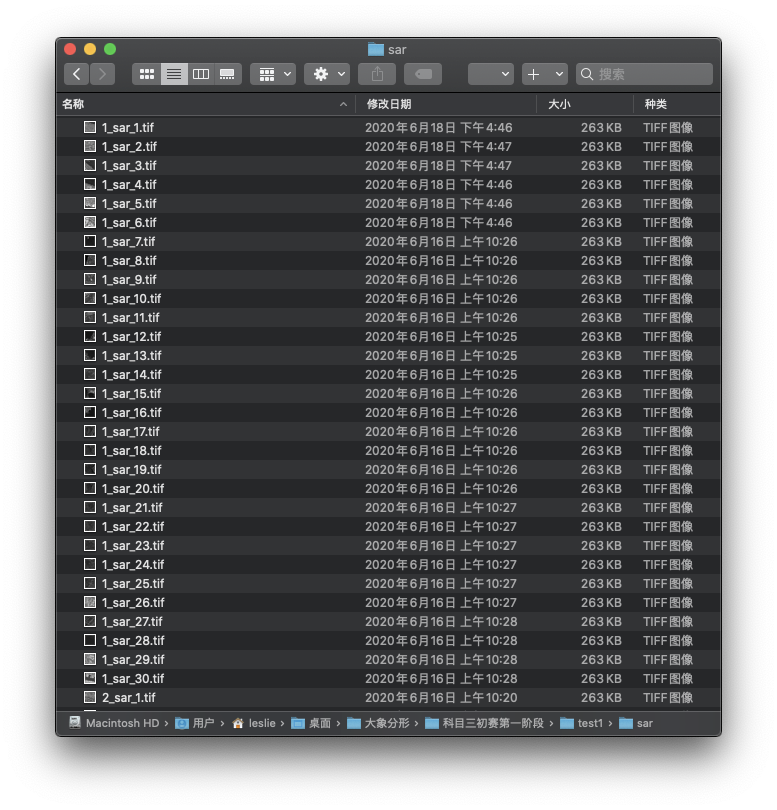 sar
搜索
名称 修改日期 大小 种类
1_sar_1.tif 2020年6月18日 下午4:46 263 KB TIFF图像
1_sar_2.tif 2020年6月18日 下午4:47 263 KB TIFF图像
1_sar_3.tif 2020年6月18日 下午4:47 263 KB TIFF图像
1_sar_4.tif 2020年6月18日 下午4:46 263 KB TIFF图像
1_sar_5.tif 2020年6月18日 下午4:46 263 KB TIFF图像
1_sar_6.tif 2020年6月18日 下午4:46 263 KB TIFF图像
1_sar_7.tif 2020年6月16日 上午10:26 263 KB TIFF图像
1_sar_8.tif 2020年6月16日 上午10:26 263 KB TIFF图像
1_sar_9.tif 2020年6月16日 上午10:26 263 KB TIFF图像
1_sar_10.tif 2020年6月16日 上午10:26 263 KB TIFF图像
1_sar_11.tif 2020年6月16日 上午10:26 263 KB TIFF图像
1_sar_12.tif 2020年6月16日 上午10:25 263 KB TIFF图像
1_sar_13.tif 2020年6月16日 上午10:25 263 KB TIFF图像
1_sar_14.tif 2020年6月16日 上午10:25 263 KB TIFF图像
1_sar_15.tif 2020年6月16日 上午10:26 263 KB TIFF图像
1_sar_16.tif 2020年6月16日 上午10:26 263 KB TIFF图像
1_sar_17.tif 2020年6月16日 上午10:26 263 KB TIFF图像
1_sar_18.tif 2020年6月16日 上午10:26 263 KB TIFF图像
1_sar_19.tif 2020年6月16日 上午10:26 263 KB TIFF图像
1_sar_20.tif 2020年6月16日 上午10:26 263 KB TIFF图像
1_sar_21.tif 2020年6月16日 上午10:27 263 KB TIFF图像
1_sar_22.tif 2020年6月16日 上午10:27 263 KB TIFF图像
1_sar_23.tif 2020年6月16日 上午10:27 263 KB TIFF图像
1_sar_24.tif 2020年6月16日 上午10:27 263 KB TIFF图像
1_sar_25.tif 2020年6月16日 上午10:27 263 KB TIFF图像
1_sar_26.tif 2020年6月16日 上午10:27 263 KB TIFF图像
1_sar_27.tif 2020年6月16日 上午10:28 263 KB TIFF图像
1_sar_28.tif 2020年6月16日 上午10:28 263 KB TIFF图像
1_sar_29.tif 2020年6月16日 上午10:28 263 KB TIFF图像
1_sar_30.tif 2020年6月16日 上午10:28 263 KB TIFF图像
2_sar_1.tif 2020年6月16日 上午10:20 263 KB TIFF图像
Macintosh HD › 用户 › leslie › 桌面 › 大象分形 › 科目三初赛第一阶段 › test1 › sar